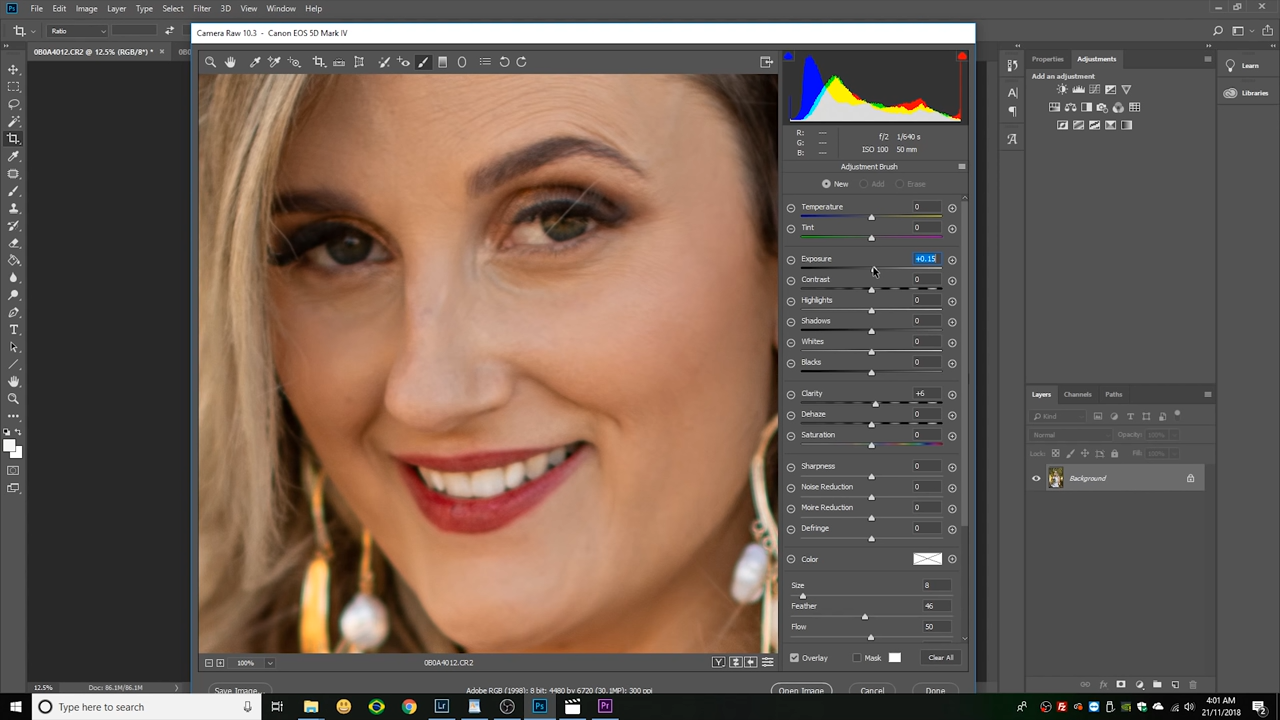 Ps File Edit Image Layer Type Select Filter 3D View Window Help
Ratio
0B0A4012.CR2 @ 12.5% (RGB/8*) *
Camera Raw 10.3 - Canon EOS 5D Mark IV
R: ---
G: ---
B: ---
f/2 1/640 s
ISO 100 50 mm
Adjustment Brush
New Add Erase
Temperature 0
Tint 0
Exposure +0.15
Contrast 0
Highlights 0
Shadows 0
Whites 0
Blacks 0
Clarity +6
Dehaze 0
Saturation 0
Sharpness 0
Noise Reduction 0
Moire Reduction 0
Defringe 0
Color
Size 8
Feather 46
Flow 50
Overlay Mask Clear All
100%
0B0A4012.CR2
Save Image...
Adobe RGB (1998); 8 bit; 4480 by 6720 (30.1MP); 300 ppi
Open Image Cancel Done
Properties Adjustments
Add an adjustment
Learn
Libraries
Layers Channels Paths
Kind
Normal Opacity: 100%
Lock: Fill: 100%
Background
12.5% Doc: 86.1M/86.1M
Type here to search
Lr Ps Pr
4:01 AM
21/11/2018